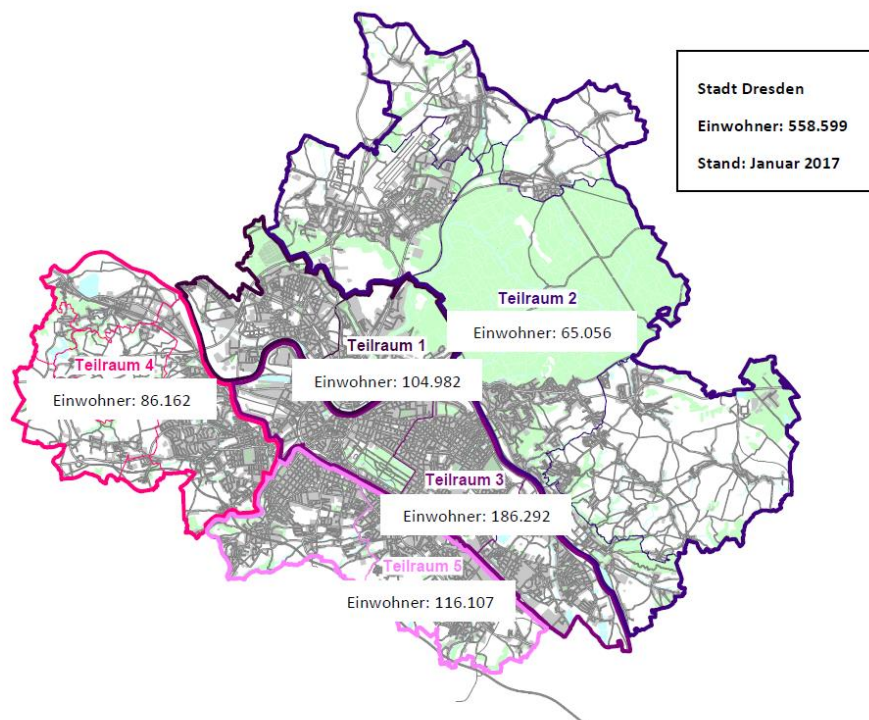 Stadt Dresden
Einwohner: 558.599
Stand: Januar 2017
Teilraum 2
Einwohner: 65.056
Teilraum 1
Einwohner: 104.982
Teilraum 4
Einwohner: 86.162
Teilraum 3
Einwohner: 186.292
Teilraum 5
Einwohner: 116.107